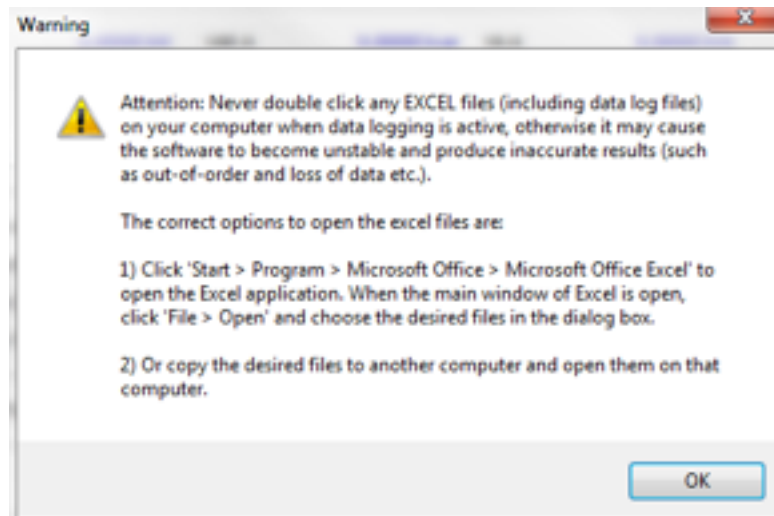 Warning
Attention: Never double click any EXCEL files (including data log files)
on your computer when data logging is active, otherwise it may cause
the software to become unstable and produce inaccurate results (such
as out-of-order and loss of data etc.).
The correct options to open the excel files are:
1) Click 'Start > Program > Microsoft Office > Microsoft Office Excel' to
open the Excel application. When the main window of Excel is open,
click 'File > Open' and choose the desired files in the dialog box.
2) Or copy the desired files to another computer and open them on that
computer.
OK